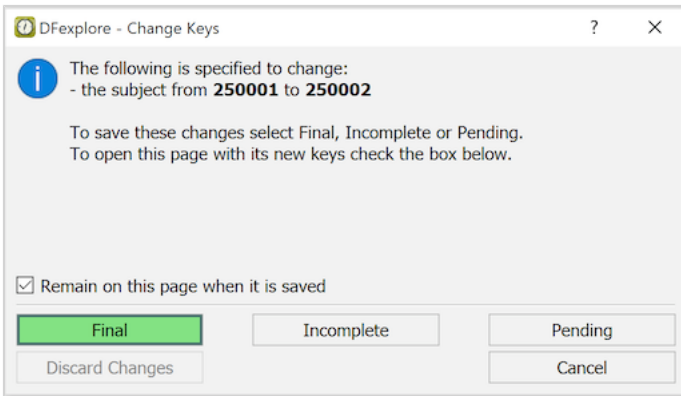 DFexplore - Change Keys
The following is specified to change:
- the subject from 250001 to 250002
To save these changes select Final, Incomplete or Pending.
To open this page with its new keys check the box below.
Remain on this page when it is saved
Final Incomplete Pending
Discard Changes Cancel